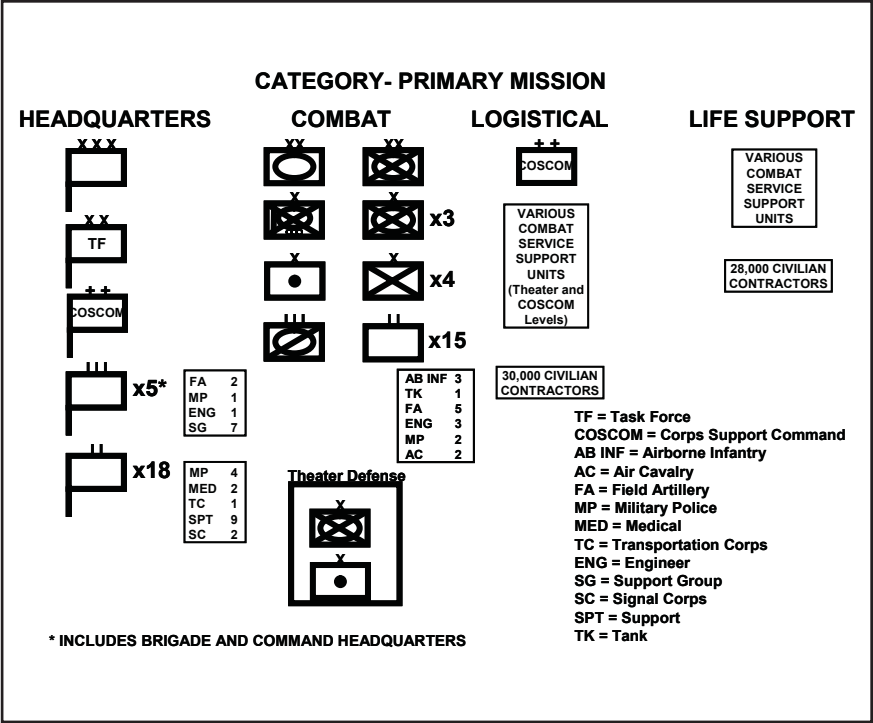 CATEGORY- PRIMARY MISSION
HEADQUARTERS
COMBAT
LOGISTICAL
LIFE SUPPORT
X X X
X X
TF
+ +
COSCOM
III
x5*
FA 2
MP 1
ENG 1
SG 7
II
x18
MP 4
MED 2
TC 1
SPT 9
SC 2
XX
XX
X
X
x3
X
X
x4
III
II
x15
AB INF 3
TK 1
FA 5
ENG 3
MP 2
AC 2
Theater Defense
X
X
+ +
COSCOM
VARIOUS
COMBAT
SERVICE
SUPPORT
UNITS
(Theater and
COSCOM
Levels)
30,000 CIVILIAN
CONTRACTORS
VARIOUS
COMBAT
SERVICE
SUPPORT
UNITS
28,000 CIVILIAN
CONTRACTORS
TF = Task Force
COSCOM = Corps Support Command
AB INF = Airborne Infantry
AC = Air Cavalry
FA = Field Artillery
MP = Military Police
MED = Medical
TC = Transportation Corps
ENG = Engineer
SG = Support Group
SC = Signal Corps
SPT = Support
TK = Tank
* INCLUDES BRIGADE AND COMMAND HEADQUARTERS